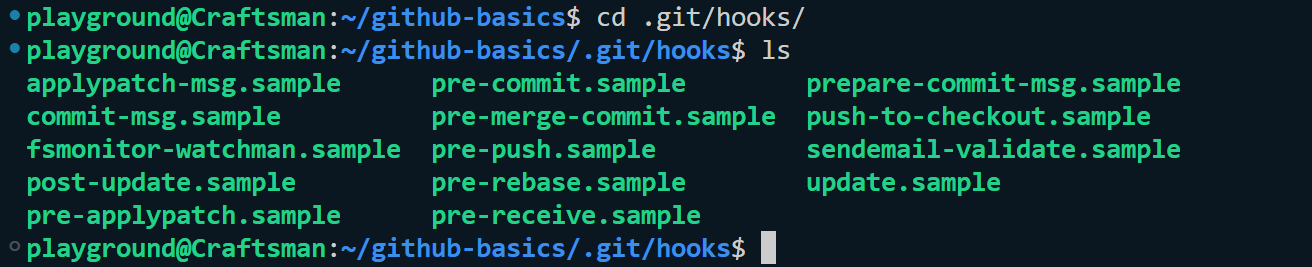 playground@Craftsman:~/github-basics$ cd .git/hooks/
playground@Craftsman:~/github-basics/.git/hooks$ ls
applypatch-msg.sample pre-commit.sample prepare-commit-msg.sample
commit-msg.sample pre-merge-commit.sample push-to-checkout.sample
fsmonitor-watchman.sample pre-push.sample sendemail-validate.sample
post-update.sample pre-rebase.sample update.sample
pre-applypatch.sample pre-receive.sample
playground@Craftsman:~/github-basics/.git/hooks$